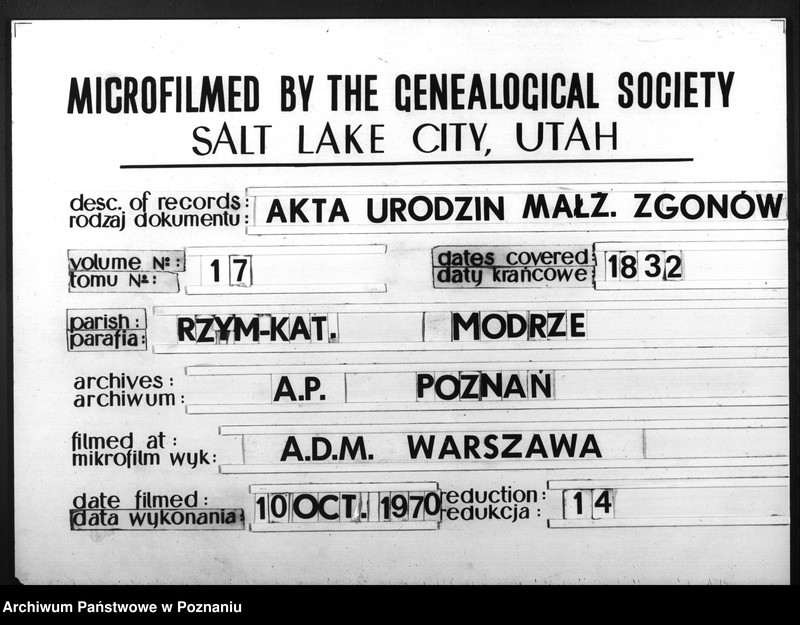 MICROFILMED BY THE GENEALOGICAL SOCIETY
SALT LAKE CITY, UTAH
desc. of records:
rodzaj dokumentu: AKTA URODZIN MAŁŻ. ZGONÓW
volume №: 17 dates covered: 1832
tomu №: daty krańcowe:
parish: RZYM-KAT. MODRZE
parafia:
archives: A.P. POZNAŃ
archiwum:
filmed at: A.D.M. WARSZAWA
mikrofilm wyk:
date filmed: 10 OCT. 1970 reduction: 14
data wykonania: redukcja:
Archiwum Państwowe w Poznaniu